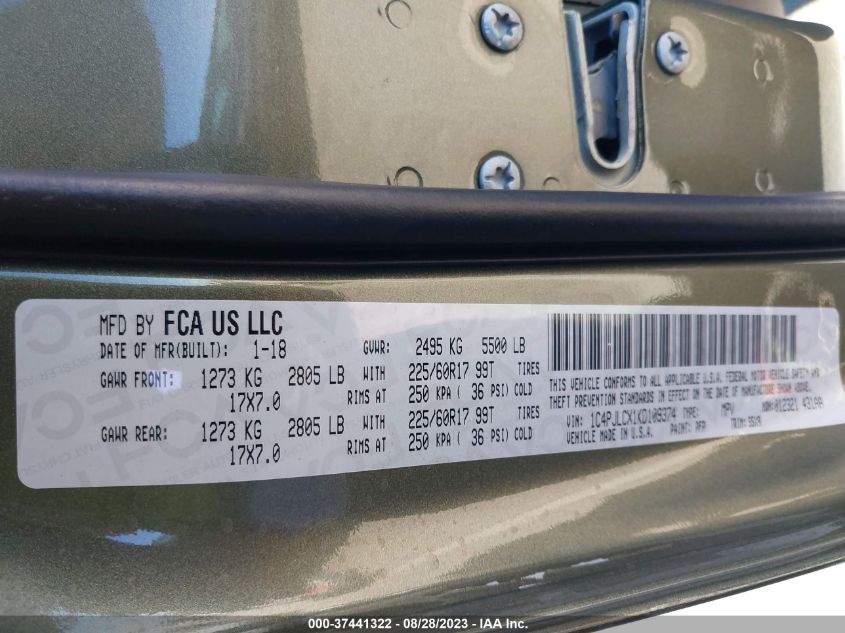 MFD BY FCA US LLC
DATE OF MFR(BUILT): 1-18 GVWR: 2495 KG 5500 LB
GAWR FRONT: 1273 KG 2805 LB WITH 225/60R17 99T TIRES
17X7.0 RIMS AT 250 KPA ( 36 PSI) COLD
GAWR REAR: 1273 KG 2805 LB WITH 225/60R17 99T TIRES
17X7.0 RIMS AT 250 KPA ( 36 PSI) COLD
THIS VEHICLE CONFORMS TO ALL APPLICABLE U.S.A. FEDERAL MOTOR VEHICLE SAFETY AND
THEFT PREVENTION STANDARDS IN EFFECT ON THE DATE OF MANUFACTURE SHOWN ABOVE.
VIN: 1C4PJLCX1KD109374 TYPE: MPV MDH: 012321 431AA
VEHICLE MADE IN U.S.A. PAINT: PFP TRIM: 
000-37441322 / 08/28/2023 - © IAA Inc.